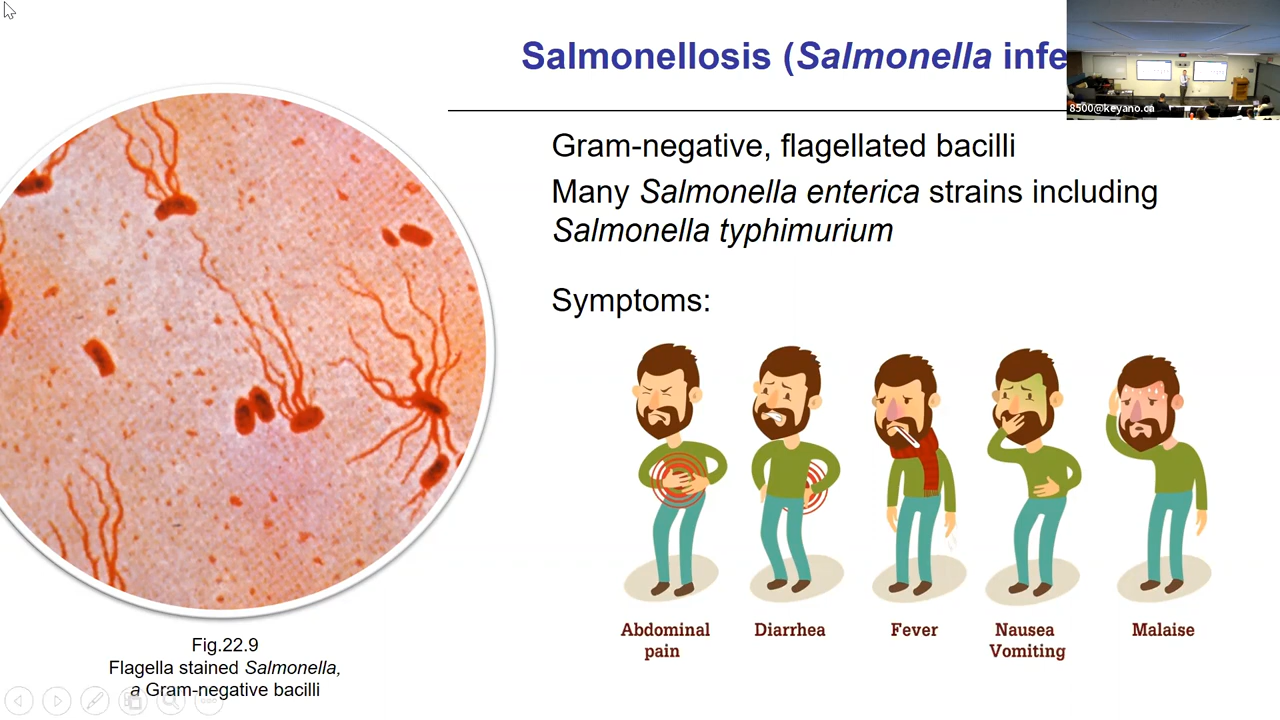 Salmonellosis (Salmonella infe
8500@keyano.ca
Gram-negative, flagellated bacilli
Many Salmonella enterica strains including
Salmonella typhimurium
Symptoms:
Abdominal pain
Diarrhea
Fever
Nausea Vomiting
Malaise
Fig.22.9
Flagella stained Salmonella,
a Gram-negative bacilli